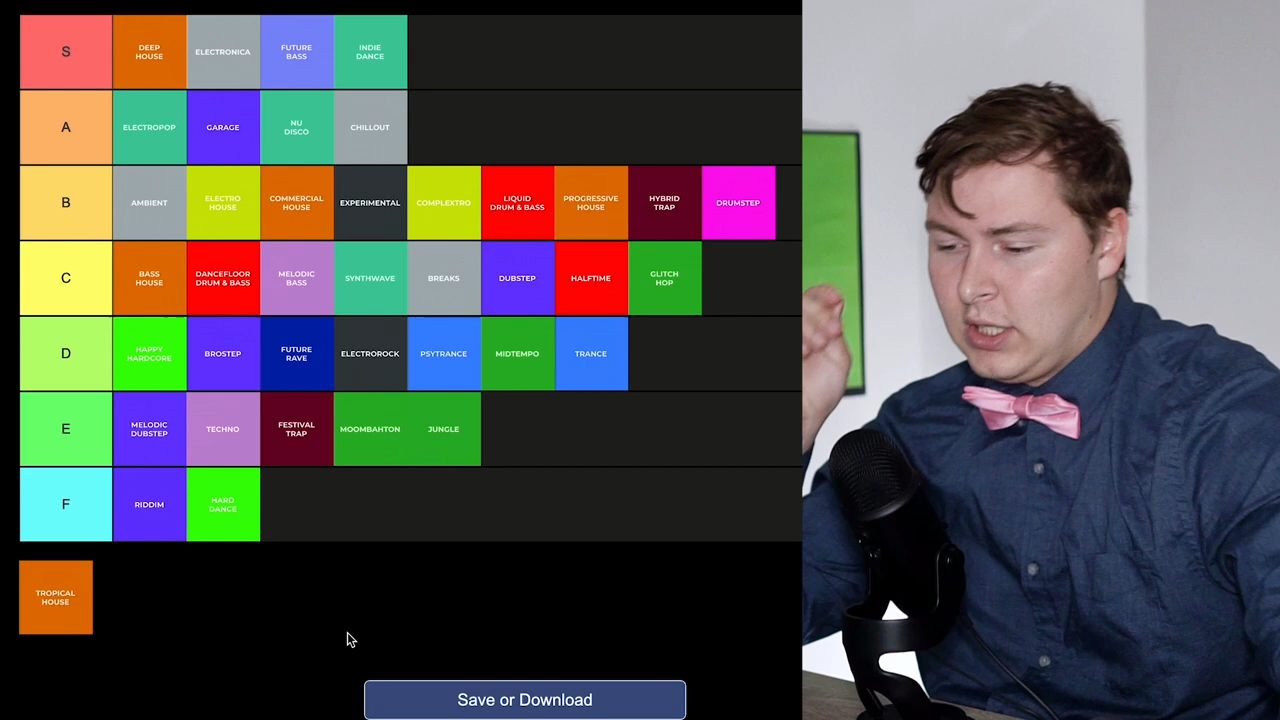 S
DEEP
HOUSE
ELECTRONICA
FUTURE
BASS
INDIE
DANCE
A
ELECTROPOP
GARAGE
NU
DISCO
CHILLOUT
B
AMBIENT
ELECTRO
HOUSE
COMMERCIAL
HOUSE
EXPERIMENTAL
COMPLEXTRO
LIQUID
DRUM & BASS
PROGRESSIVE
HOUSE
HYBRID
TRAP
DRUMSTEP
C
BASS
HOUSE
DANCEFLOOR
DRUM & BASS
MELODIC
BASS
SYNTHWAVE
BREAKS
DUBSTEP
HALFTIME
GLITCH
HOP
D
HAPPY
HARDCORE
BROSTEP
FUTURE
RAVE
ELECTROROCK
PSYTRANCE
MIDTEMPO
TRANCE
E
MELODIC
DUBSTEP
TECHNO
FESTIVAL
TRAP
MOOMBAHTON
JUNGLE
F
RIDDIM
HARD
DANCE
TROPICAL
HOUSE
Save or Download